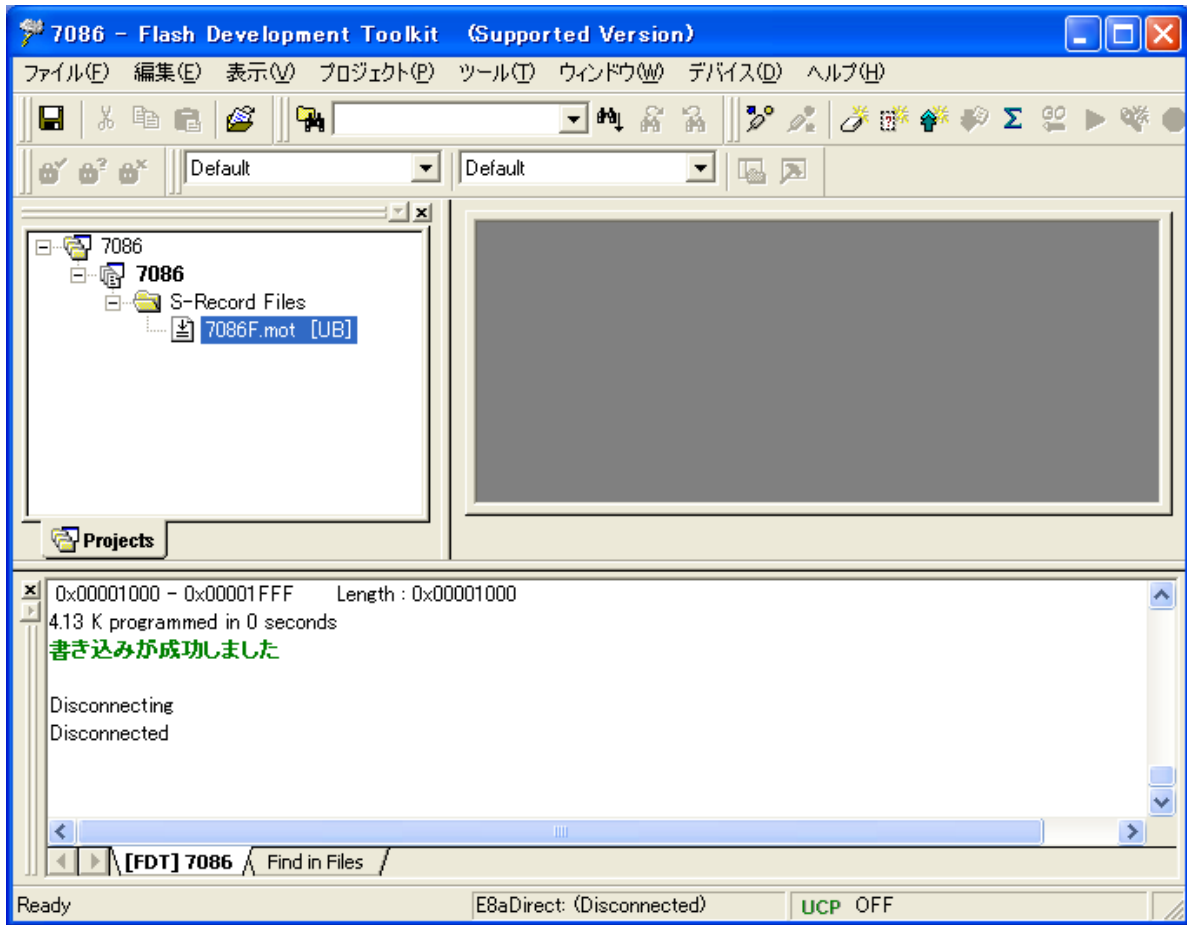 7086 - Flash Development Toolkit (Supported Version)
ファイル(F) 編集(E) 表示(V) プロジェクト(P) ツール(T) ウィンドウ(W) デバイス(D) ヘルプ(H)
Default Default
7086
7086
S-Record Files
7086F.mot [UB]
Projects
0x00001000 - 0x00001FFF Length : 0x00001000
4.13 K programmed in 0 seconds
書き込みが成功しました
Disconnecting
Disconnected
[FDT] 7086 Find in Files
Ready E8aDirect: (Disconnected) UCP OFF